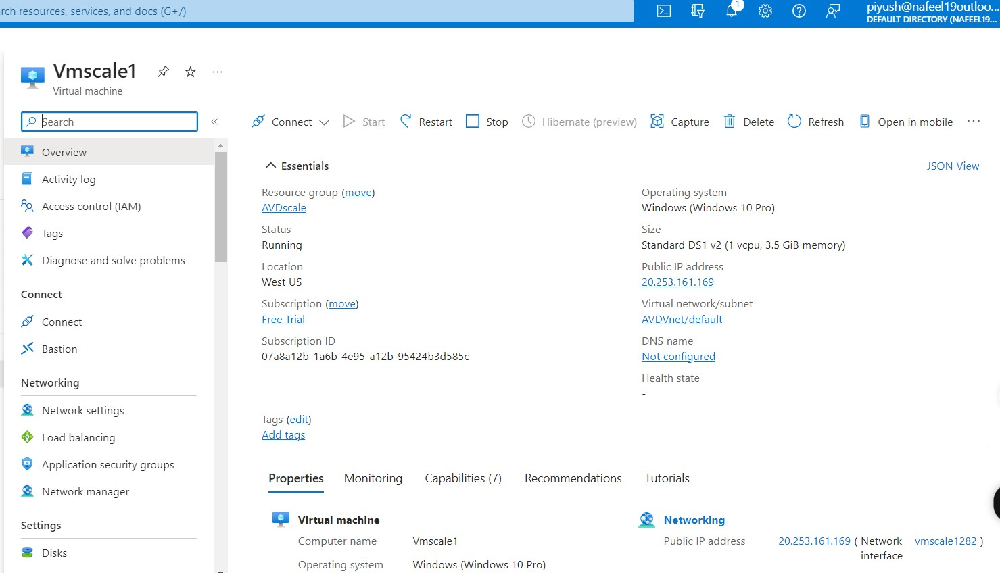 rch resources, services, and docs (G+/)
1
piyush@nafeel19outloo...
DEFAULT DIRECTORY (NAFEEL19...
Vmscale1
...
Virtual machine
Search
«
Connect
Start
Restart
Stop
Hibernate (preview)
Capture
Delete
Refresh
Open in mobile
...
Overview
Activity log
Access control (IAM)
Tags
Diagnose and solve problems
Connect
Connect
Bastion
Networking
Network settings
Load balancing
Application security groups
Network manager
Settings
Disks
Essentials
JSON View
Resource group (move)
AVDscale
Status
Running
Location
West US
Subscription (move)
Free Trial
Subscription ID
07a8a12b-1a6b-4e95-a12b-95424b3d585c
Operating system
Windows (Windows 10 Pro)
Size
Standard DS1 v2 (1 vcpu, 3.5 GiB memory)
Public IP address
20.253.161.169
Virtual network/subnet
AVDVnet/default
DNS name
Not configured
Health state
-
Tags (edit)
Add tags
Properties
Monitoring
Capabilities (7)
Recommendations
Tutorials
Virtual machine
Computer name Vmscale1
Operating system Windows (Windows 10 Pro)
Networking
Public IP address 20.253.161.169 ( Network vmscale1282 )
interface